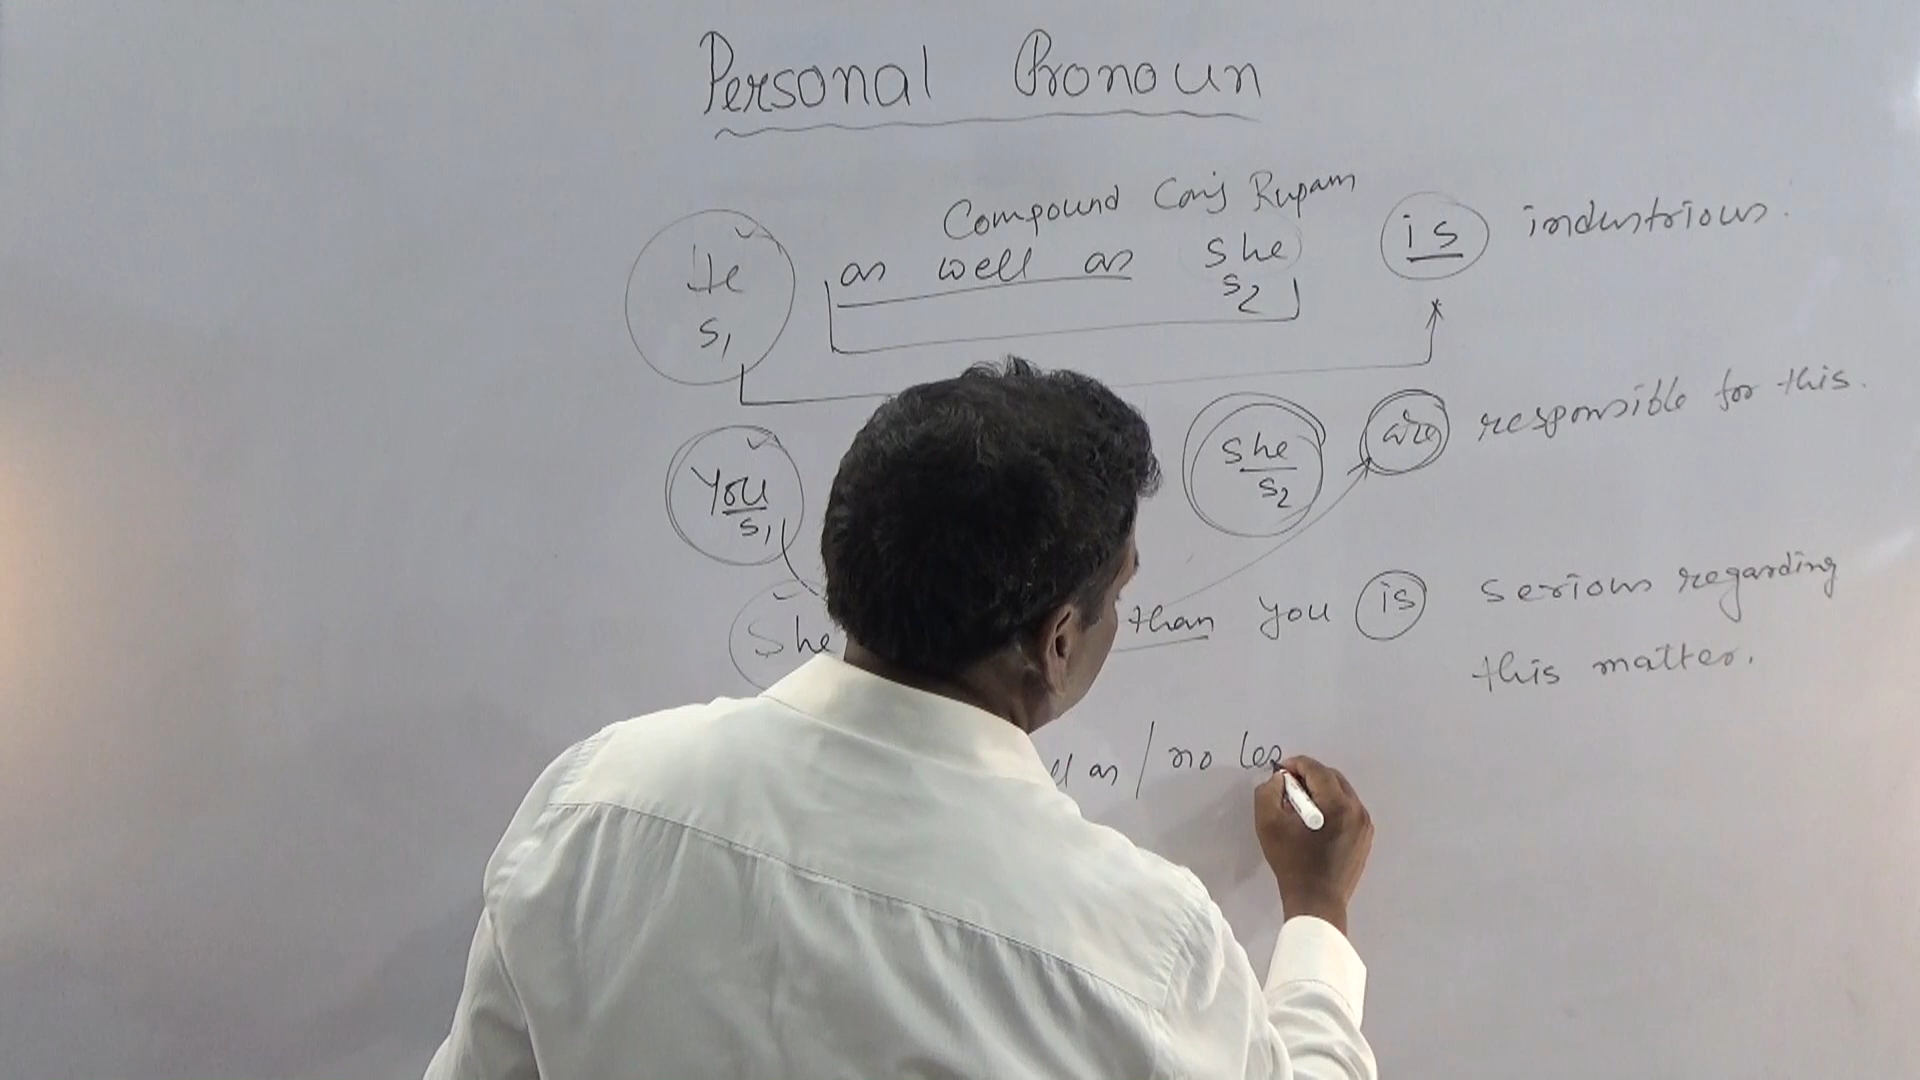 Personal Pronoun
Compound Conj Rupam
He as well as she is industrious.
S1 S2
You she are responsible for this.
S1 S2
She than you is serious regarding
this matter.
as / no les